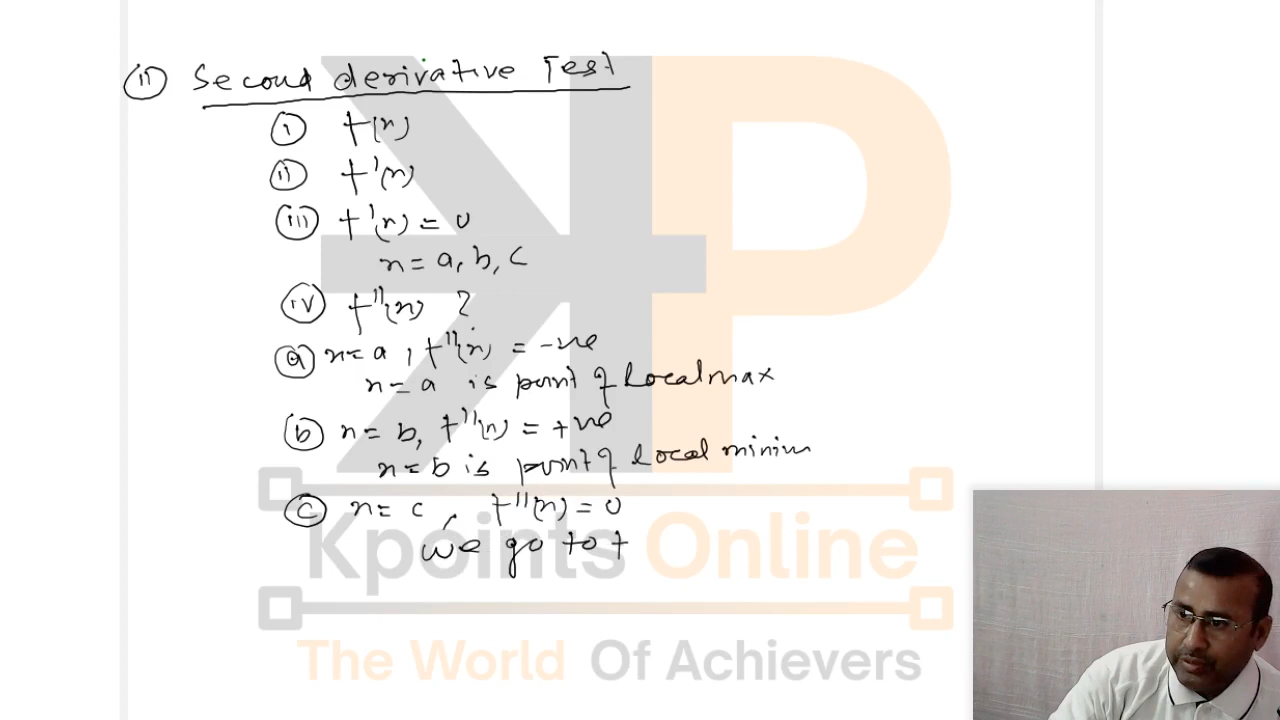 (ii) Second derivative Test
(i) f(x)
(ii) f'(x)
(iii) f'(x) = 0
x = a, b, c
(iv) f''(x) ?
(a) x = a, f''(x) = -ve
x = a is point of Local max
(b) x = b, f''(x) = +ve
x = b is point of local minim
(c) x = c, f''(x) = 0
we go to t
Kpoints Online
The World Of Achievers